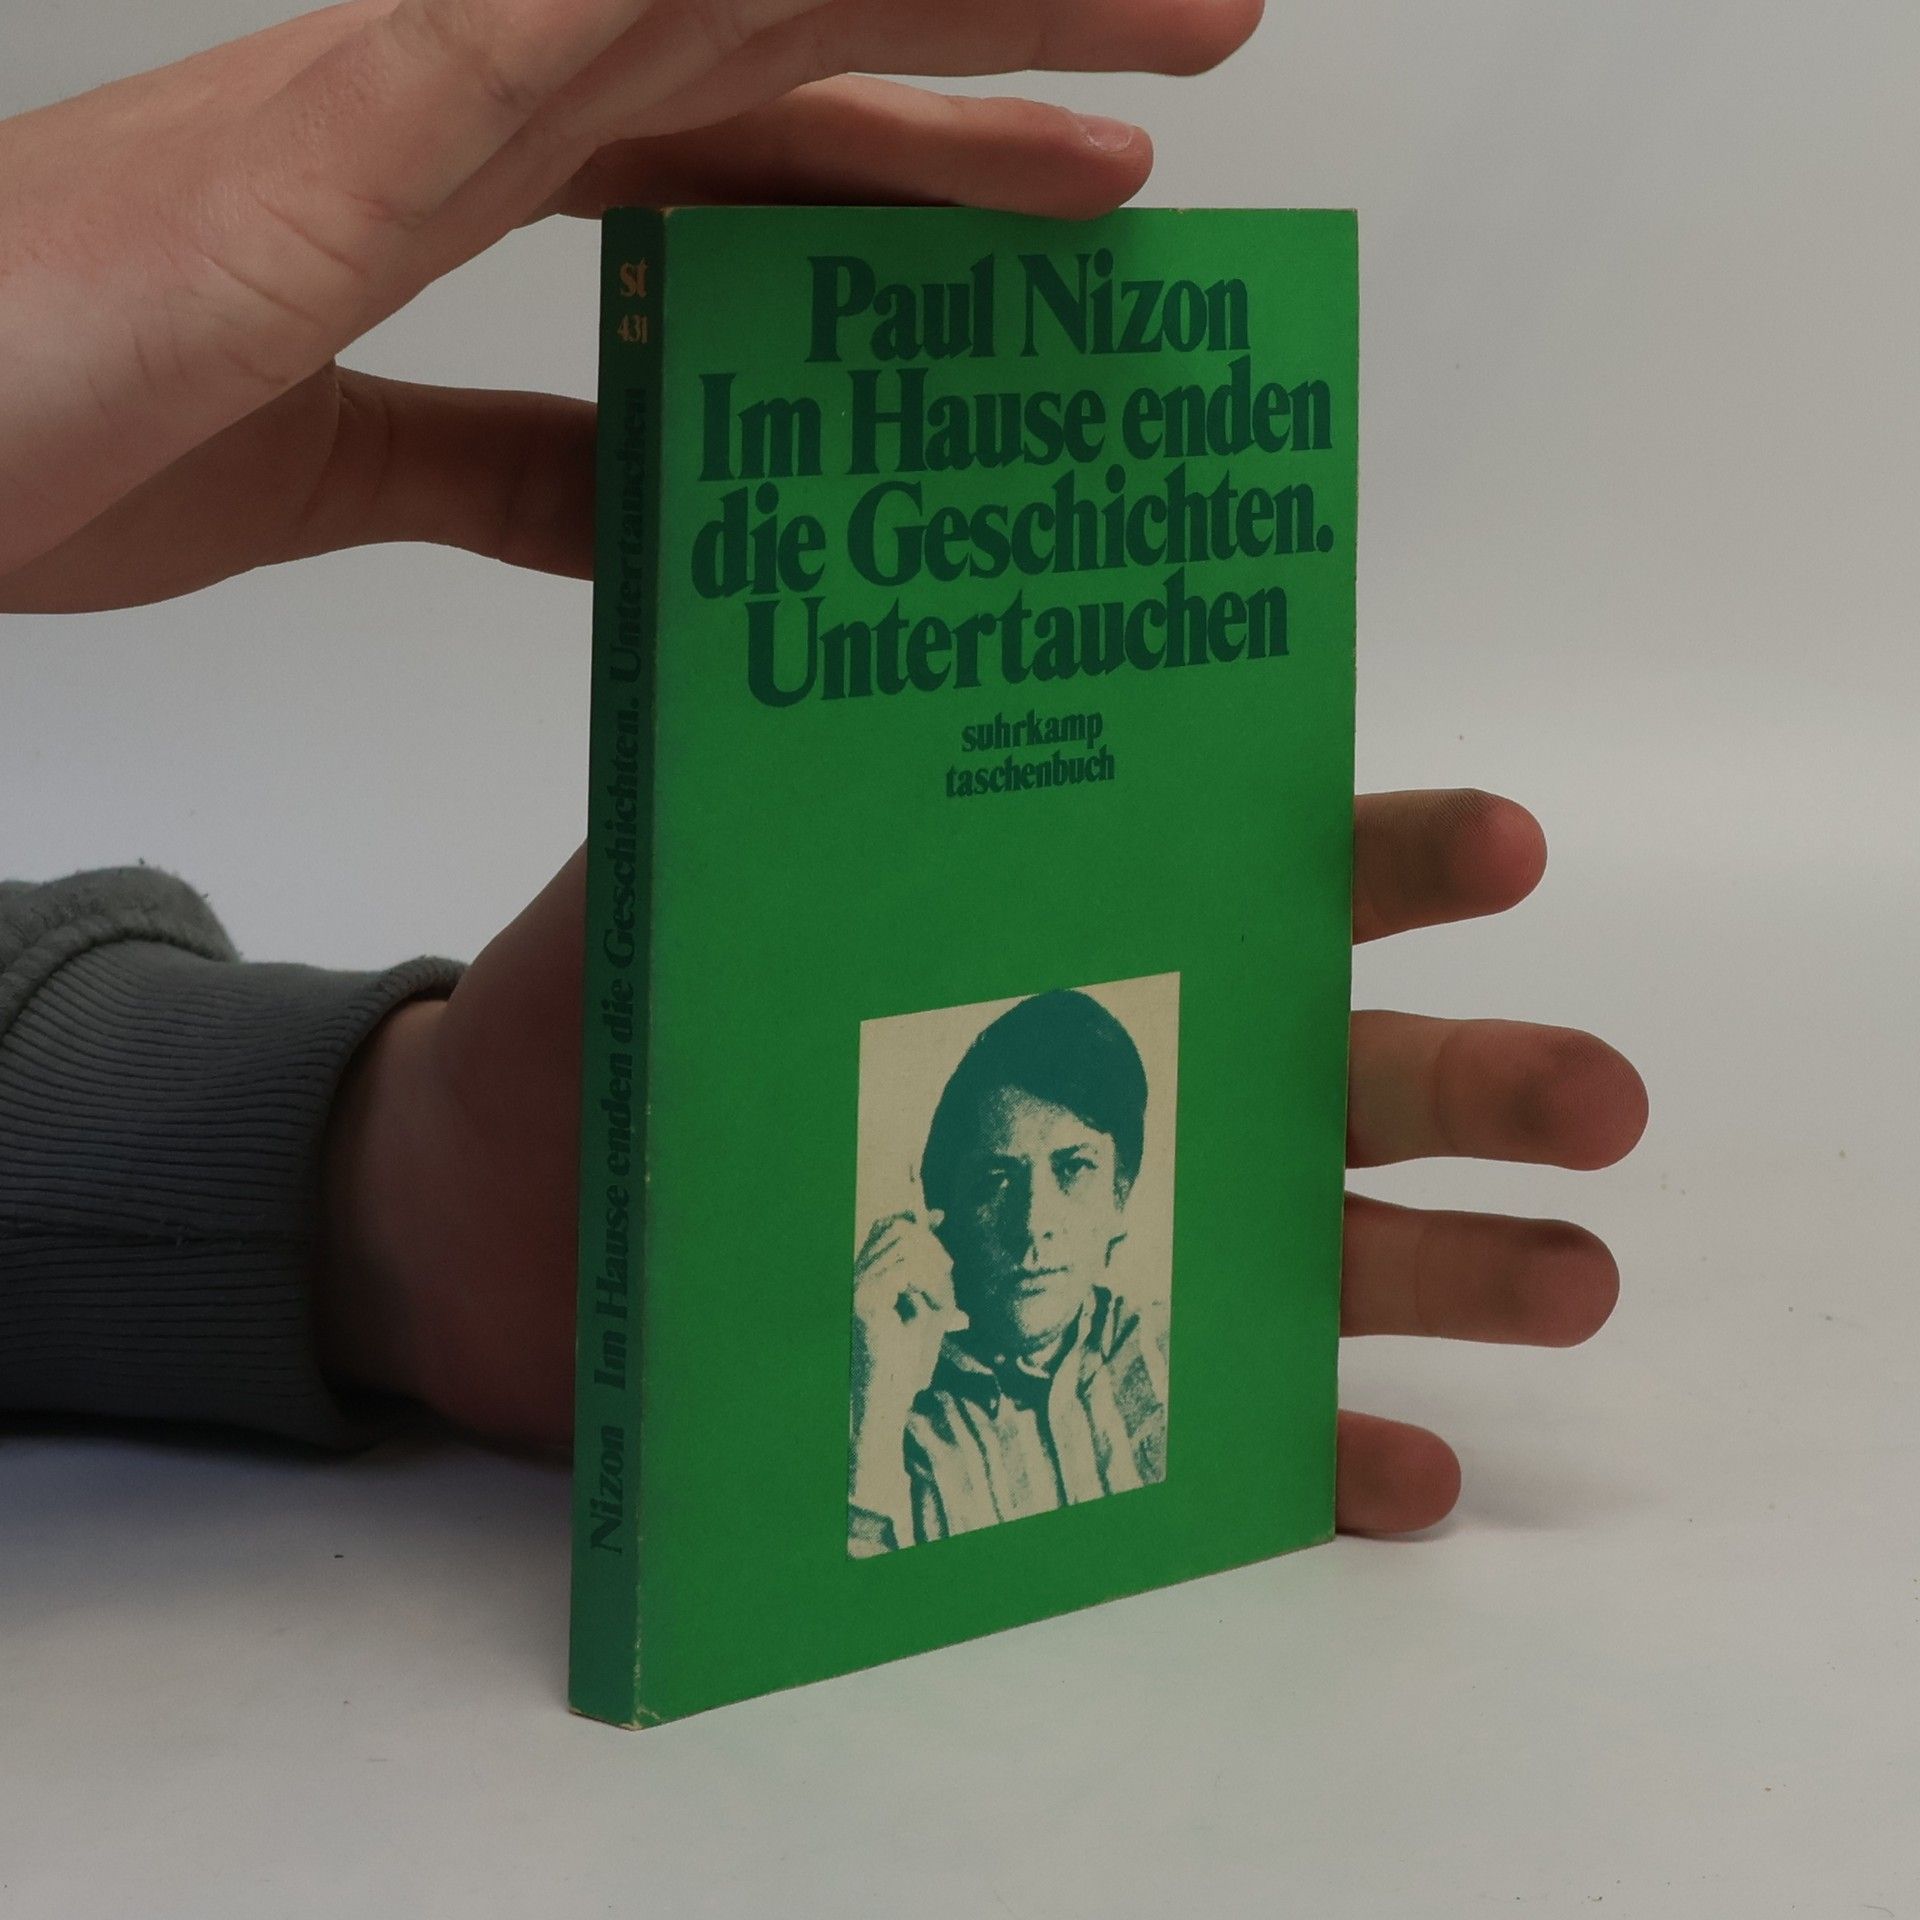 Paul Nizon
Im Hause enden
die Geschichten.
Untertauchen
suhrkamp
taschenbuch
st
431
Nizon Im Hause enden die Geschichten. Untertauchen